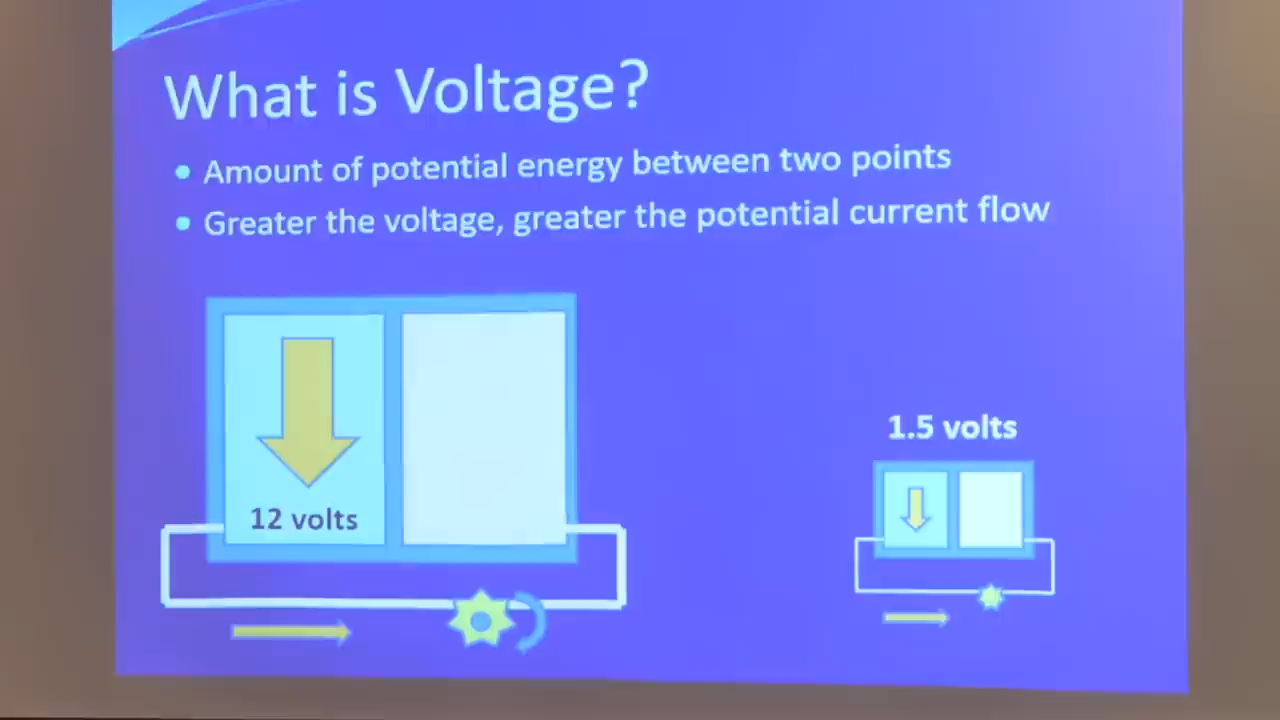 What is Voltage?
Amount of potential energy between two points
Greater the voltage, greater the potential current flow
12 volts
1.5 volts